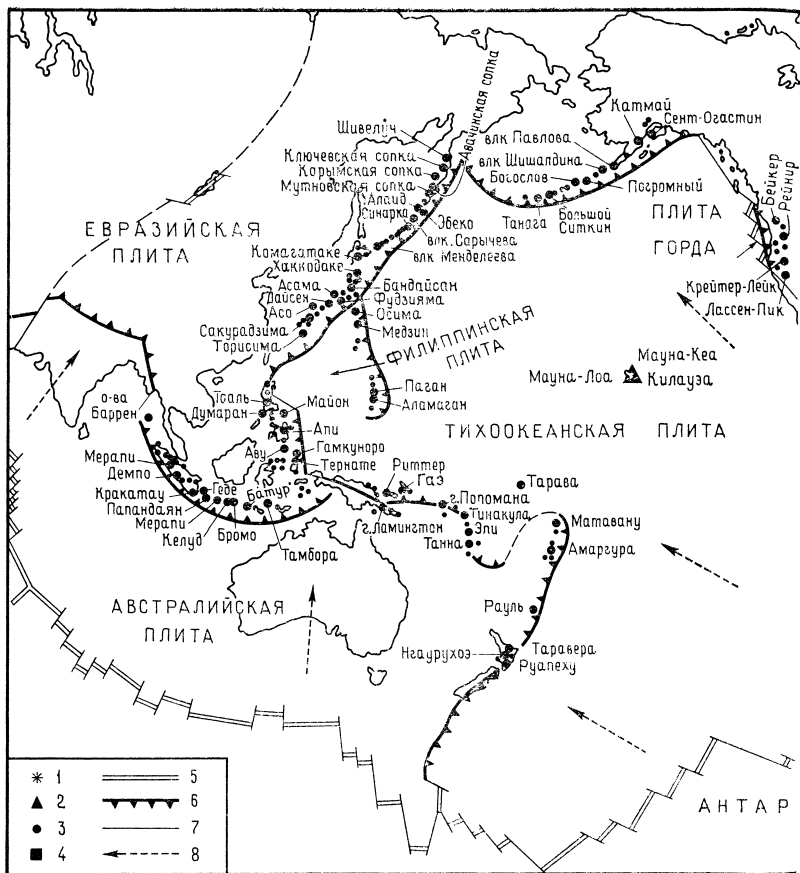 Авачинская сопка
Катмай
Сент-Огастин
Шивелуч
влк Павлова
Ключевская сопка
Корымская сопка
Мутновская сопка
влк Шишалдина
Богослов
Погромный
Алаид
Синарко
Эбеко
влк. Сарычева
влк Менделеева
Танага
Большой
Ситкин
ПЛИТА
ГОРДА
Бейкер
Рейнир
Крейтер-Лейк
Лассен-Пик
ЕВРАЗИЙСКАЯ
ПЛИТА
Комагатаке
Хаккодаке
Асама
Дайсен
Асо
Сакурадзима
Торисима
Бандайсан
Фудзияма
Осима
Медзин
ФИЛИППИНСКАЯ
ПЛИТА
Мауна-Кеа
Мауна-Лоа
Килауэа
Паган
Аламаган
о-ва
Баррен
Тсаль
Думаран
Майон
Апи
Аву
Гамкуноро
Тернате
ТИХООКЕАНСКАЯ ПЛИТА
Мерапи
Демпо
Кракатау
Папандаян
Мерапи
Келуд
Геде
Батур
Бромо
Тамбора
Риттер
Гаэ
г.Ламингтон
г.Попомана
Тинакула
Эпи
Танна
Тарава
Матавану
Амаргура
АВСТРАЛИЙСКАЯ
ПЛИТА
Рауль
Нгаурухоэ
Таравера
Руапеху
АНТАР
1
2
3
4
5
6
7
8